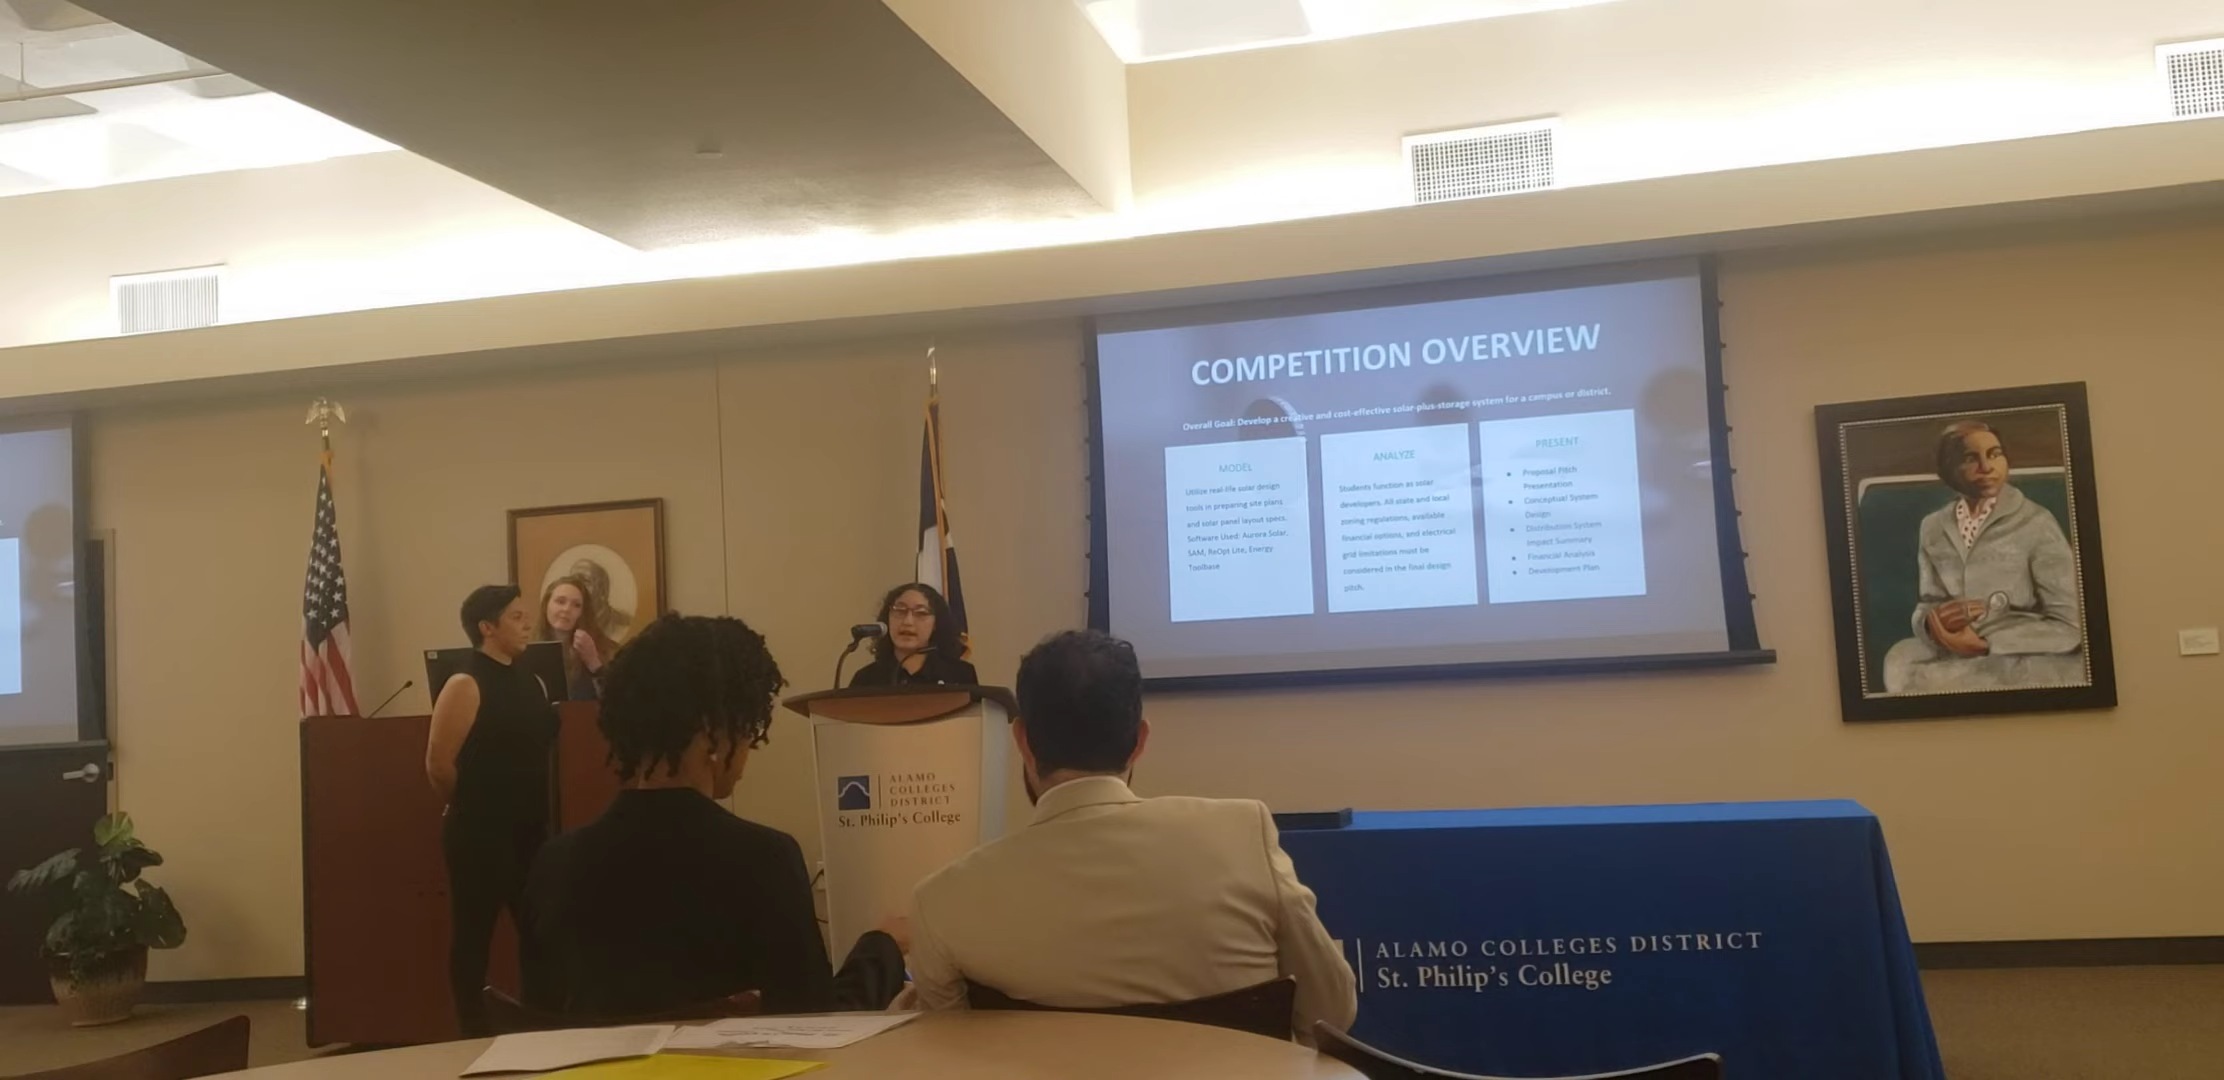 COMPETITION OVERVIEW
Overall Goal: Develop a creative and cost-effective solar-plus-storage system for a campus or district.
MODEL
Utilize real-life solar design
tools in preparing site plans
and solar panel layout specs.
Software Used: Aurora Solar,
SAM, ReOpt Lite, Energy
Toolbase
ANALYZE
Students function as solar
developers. All state and local
zoning regulations, available
financial options, and electrical
grid limitations must be
considered in the final design
pitch.
PRESENT
• Proposal Pitch
Presentation
• Conceptual System
Design
• Distribution System
Impact Summary
• Financial Analysis
• Development Plan
ALAMO
COLLEGES
DISTRICT
St. Philip's College
ALAMO COLLEGES DISTRICT
St. Philip's College